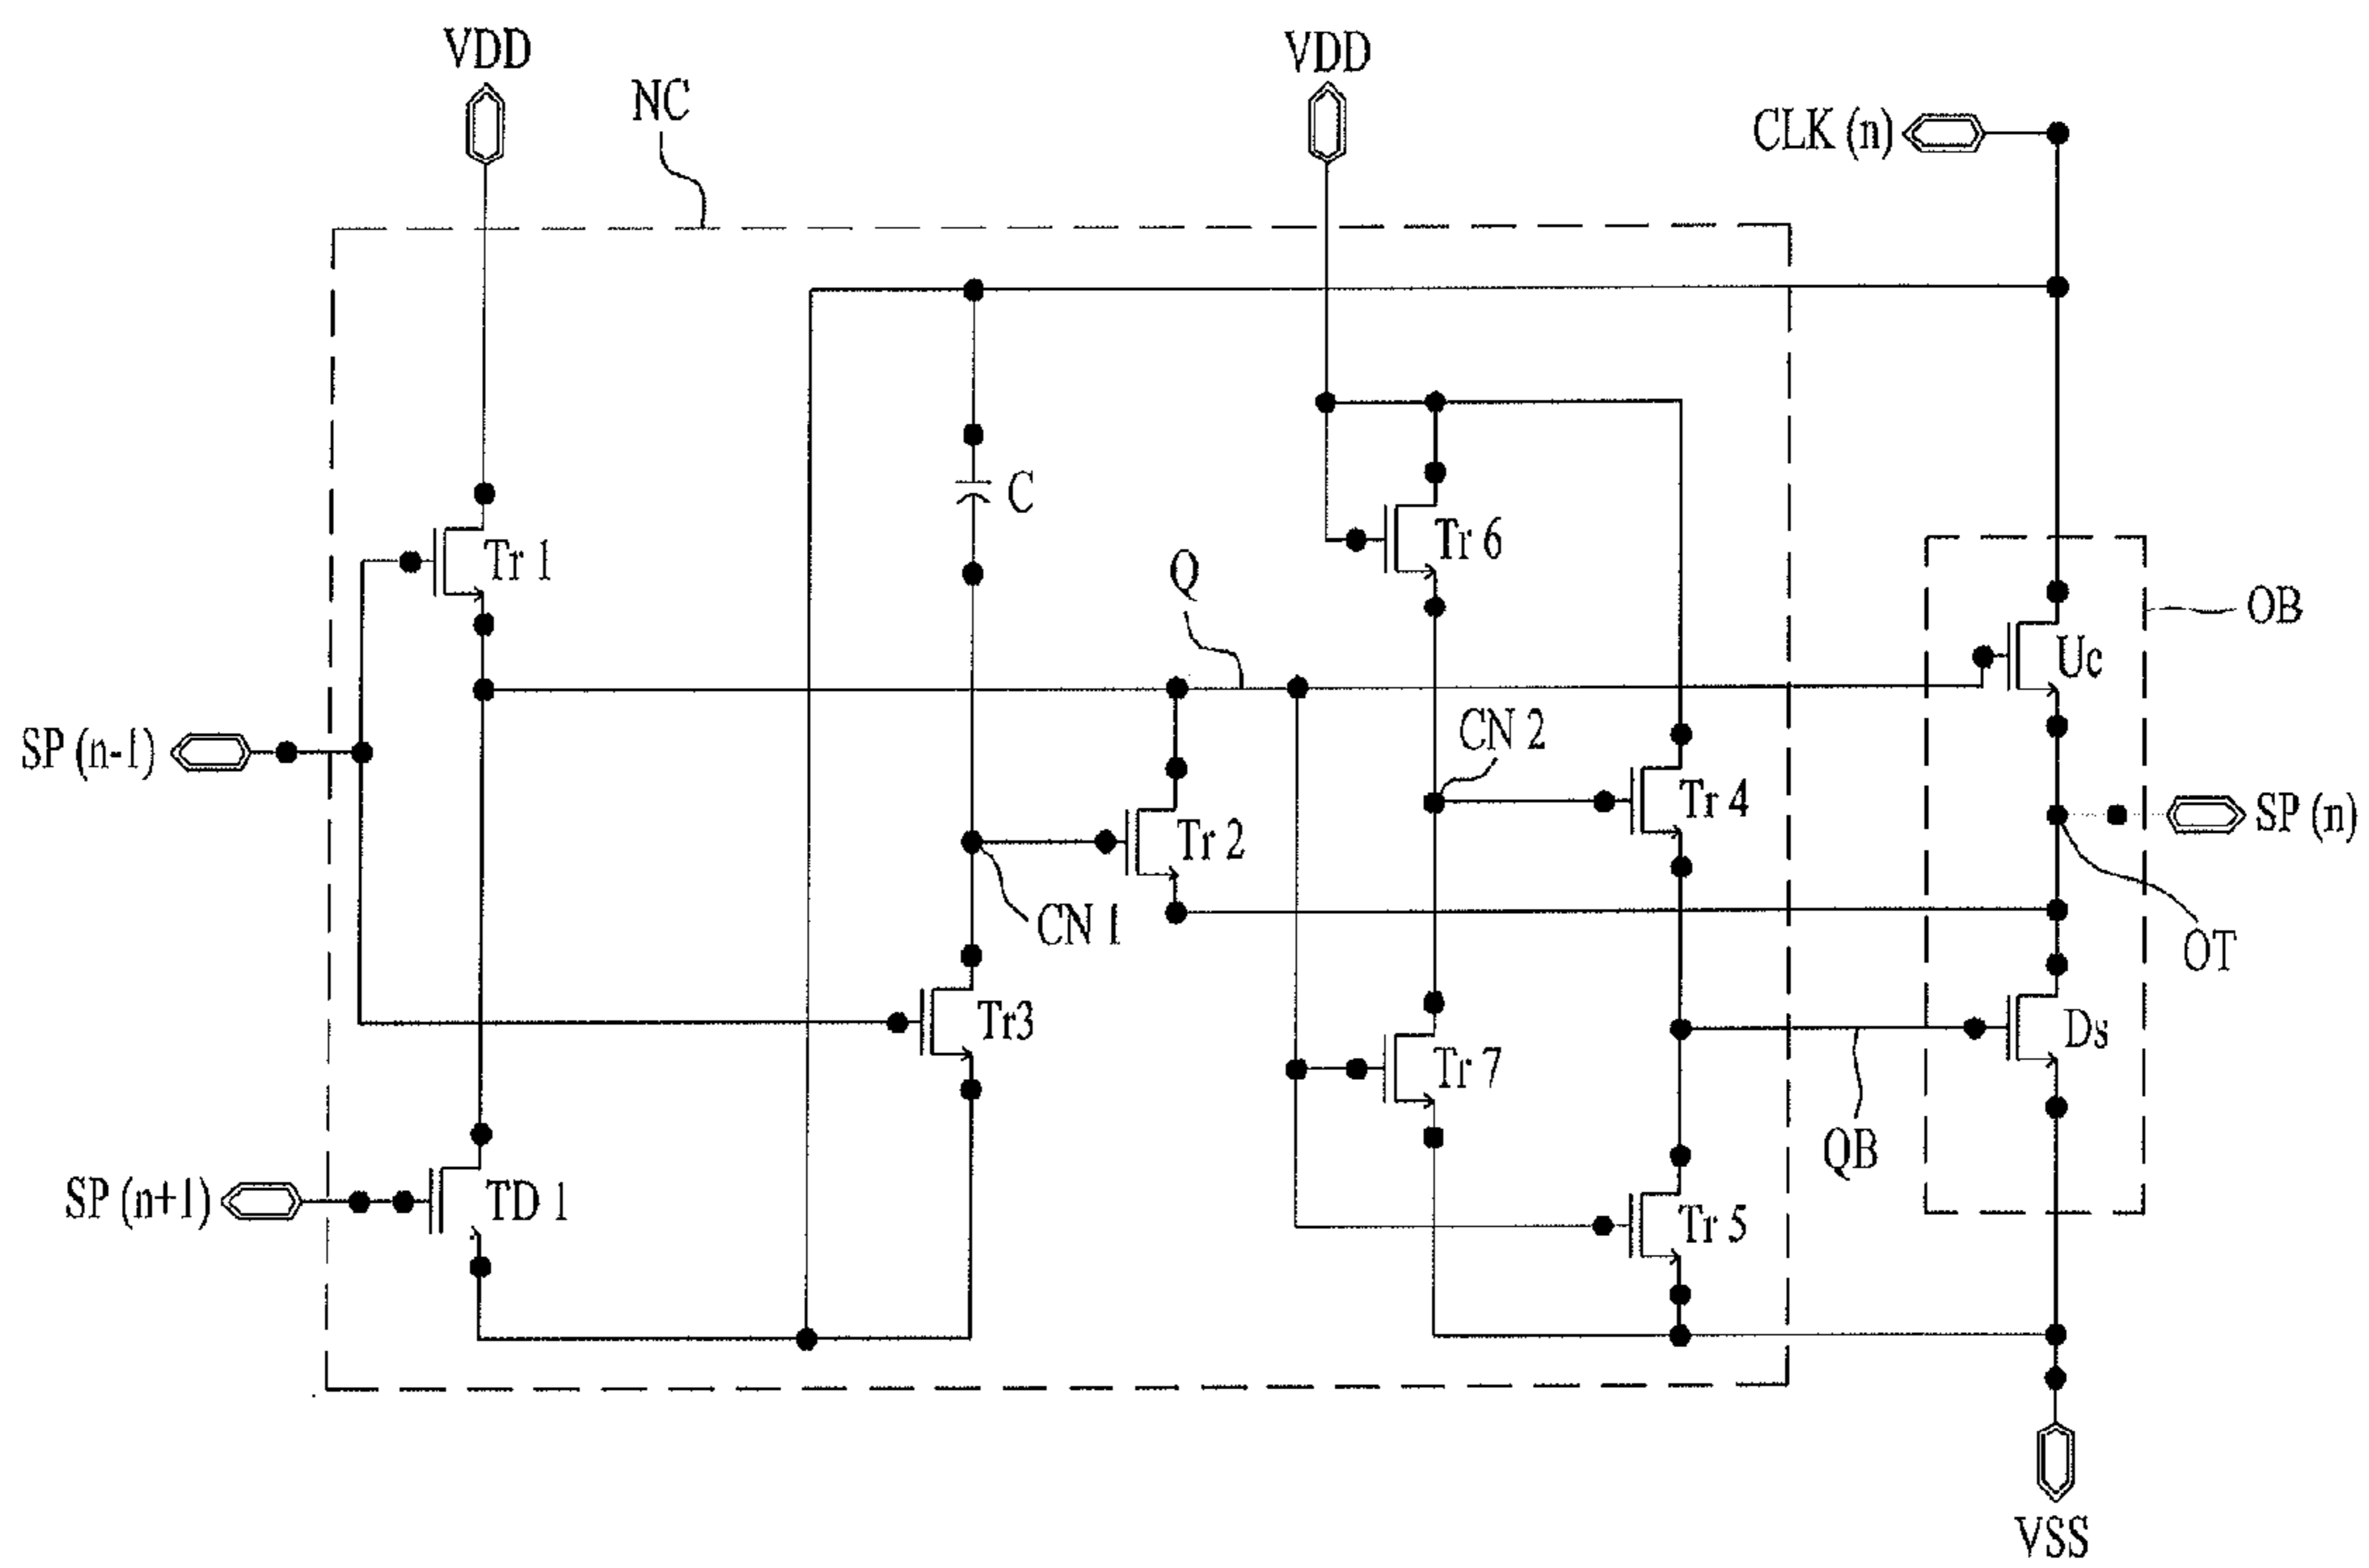 VDD
VDD
NC
CLK (n)
C
Tr 1
Tr 6
Q
OB
Uc
SP (n-1)
CN 2
Tr 4
SP (n)
Tr 2
CN 1
OT
Tr3
Ds
Tr 7
QB
SP (n+1)
TD 1
Tr 5
VSS